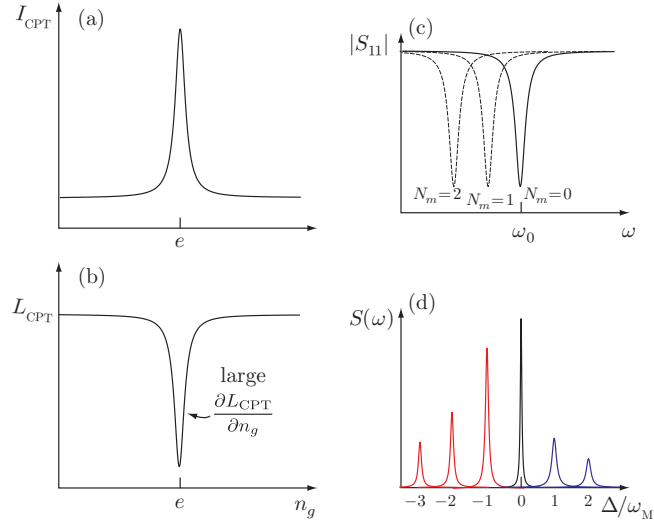 I_CPT
(a)
e
(b)
L_CPT
large
∂L_CPT
∂n_g
e
n_g
(c)
|S_11|
N_m=2
N_m=1
N_m=0
ω_0
ω
(d)
S(ω)
−3 −2 −1 0 1 2 Δ/ω_M